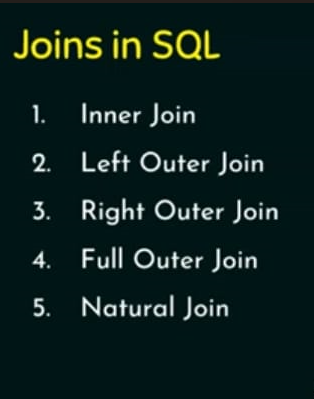 Joins in SQL
1. Inner Join
2. Left Outer Join
3. Right Outer Join
4. Full Outer Join
5. Natural Join